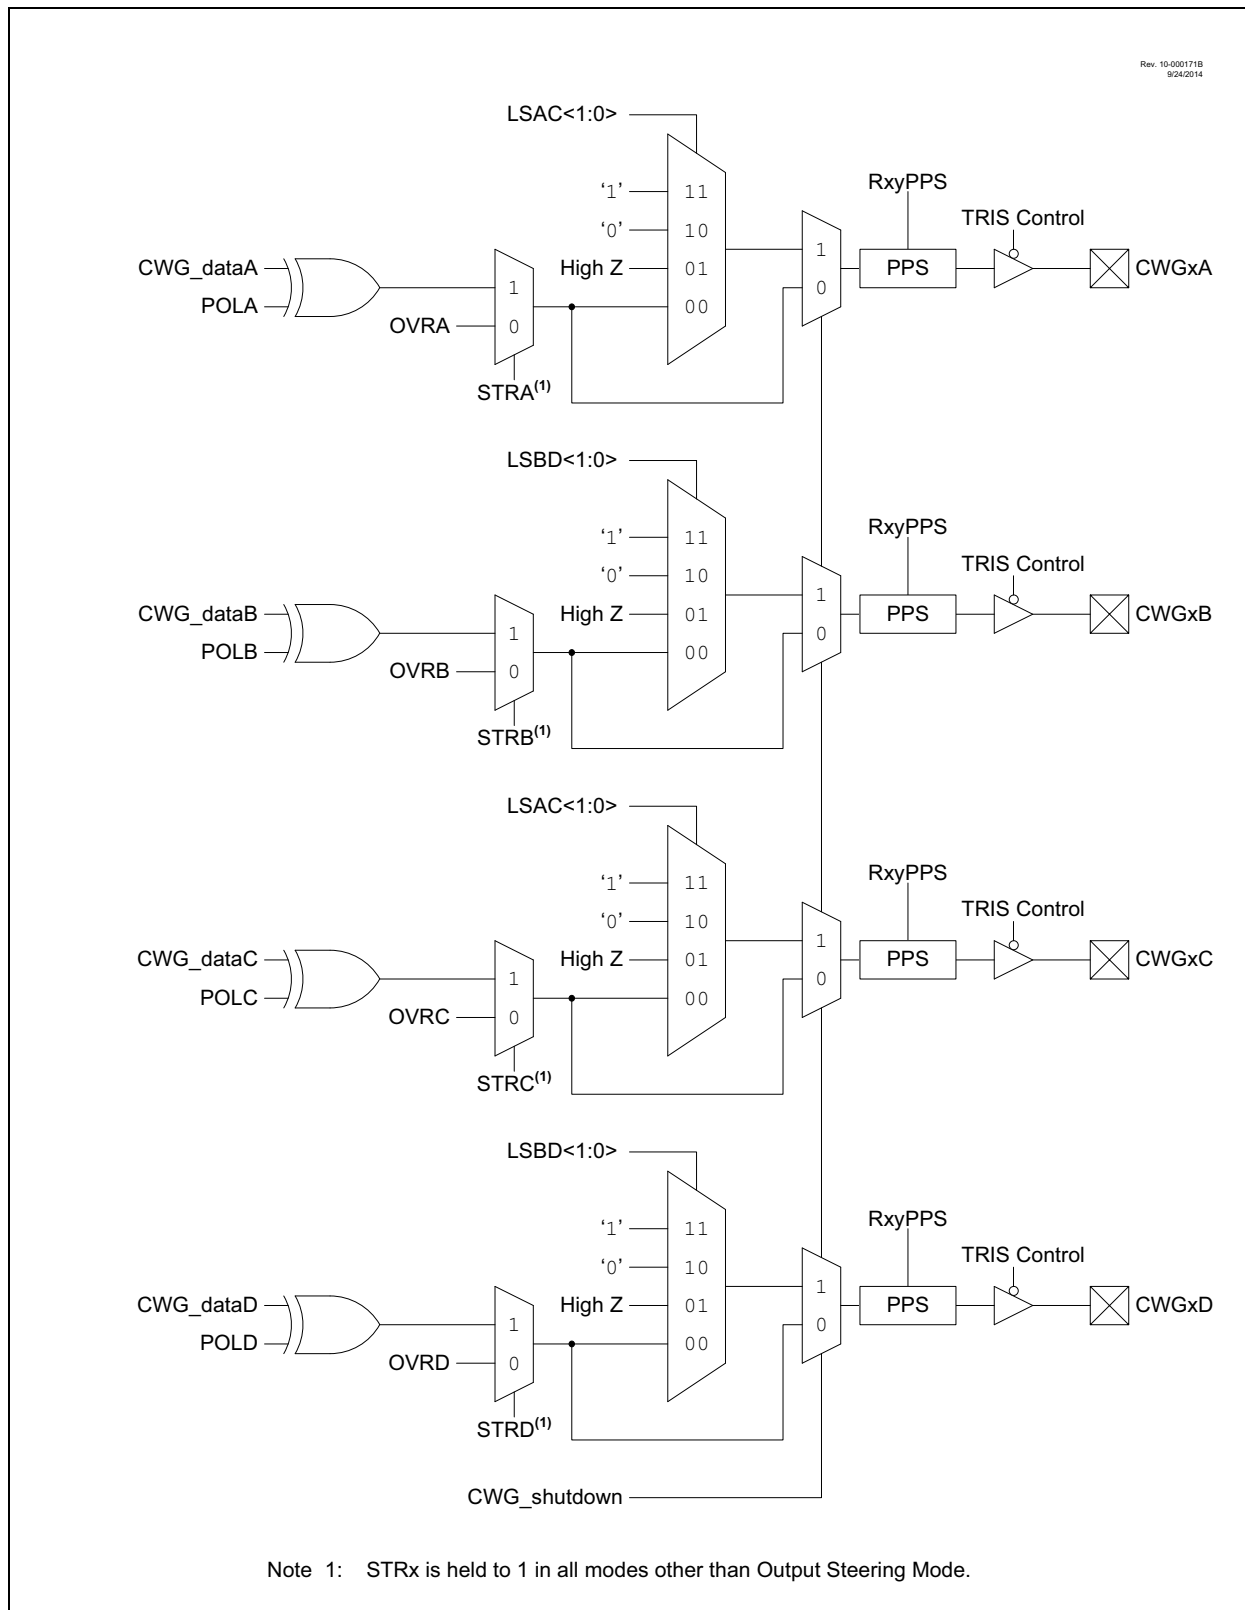 Rev. 10-000171B
9/24/2014
LSAC<1:0>
RxyPPS
'1' 11
TRIS Control
'0' 10
1
CWG_dataA
High Z 01
PPS
CWGxA
1
0
POLA
00
OVRA 0
STRA(1)
LSBD<1:0>
RxyPPS
'1' 11
TRIS Control
'0' 10
1
CWG_dataB
High Z 01
PPS
CWGxB
1
0
POLB
00
OVRB 0
STRB(1)
LSAC<1:0>
RxyPPS
'1' 11
TRIS Control
'0' 10
1
CWG_dataC
High Z 01
PPS
CWGxC
1
0
POLC
00
OVRC 0
STRC(1)
LSBD<1:0>
RxyPPS
'1' 11
TRIS Control
'0' 10
1
CWG_dataD
High Z 01
PPS
CWGxD
1
0
POLD
00
OVRD 0
STRD(1)
CWG_shutdown
Note 1: STRx is held to 1 in all modes other than Output Steering Mode.